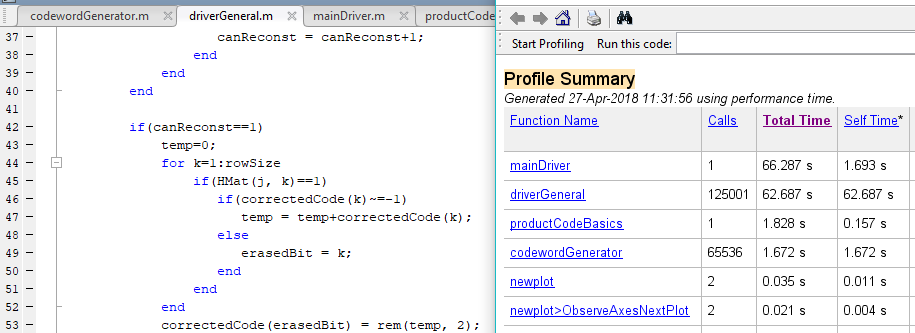 codewordGenerator.m × driverGeneral.m × mainDriver.m × productCode
37 – canReconst = canReconst+1;
38 – end
39 – end
40 – end
41
42 – if(canReconst==1)
43 – temp=0;
44 – for k=1:rowSize
45 – if(HMat(j, k)==1)
46 – if(correctedCode(k)~=-1)
47 – temp = temp+correctedCode(k);
48 – else
49 – erasedBit = k;
50 – end
51 – end
52 – end
53 – correctedCode(erasedBit) = rem(temp, 2);
Start Profiling Run this code:
Profile Summary
Generated 27-Apr-2018 11:31:56 using performance time.
Function Name Calls Total Time Self Time*
mainDriver 1 66.287 s 1.693 s
driverGeneral 125001 62.687 s 62.687 s
productCodeBasics 1 1.828 s 0.157 s
codewordGenerator 65536 1.672 s 1.672 s
newplot 2 0.035 s 0.011 s
newplot>ObserveAxesNextPlot 2 0.021 s 0.004 s